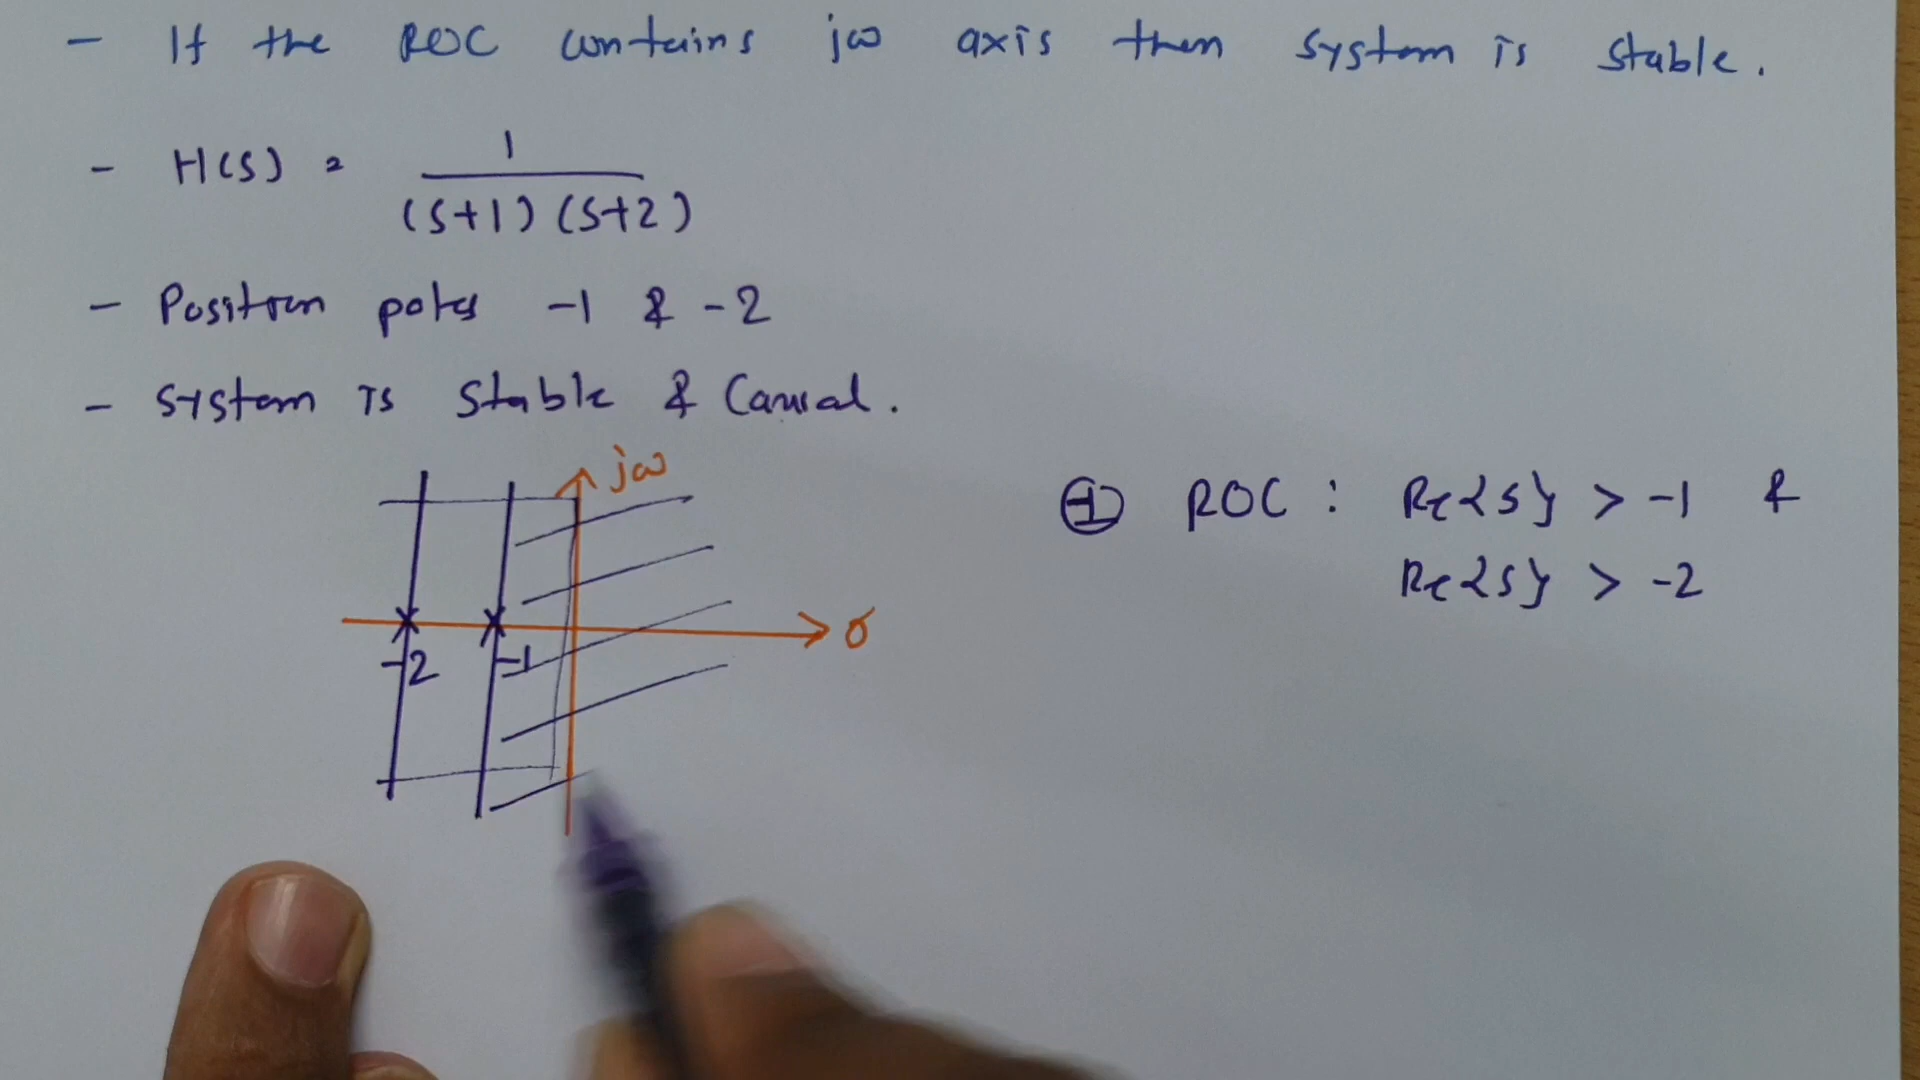 - If the ROC contains jω axis then system is stable.
- H(s) = 1 / (s+1) (s+2)
- Position poles -1 & -2
- System is Stable & Causal.
jω
① ROC : Re{s} > -1 &
Re{s} > -2
σ
-2 -1